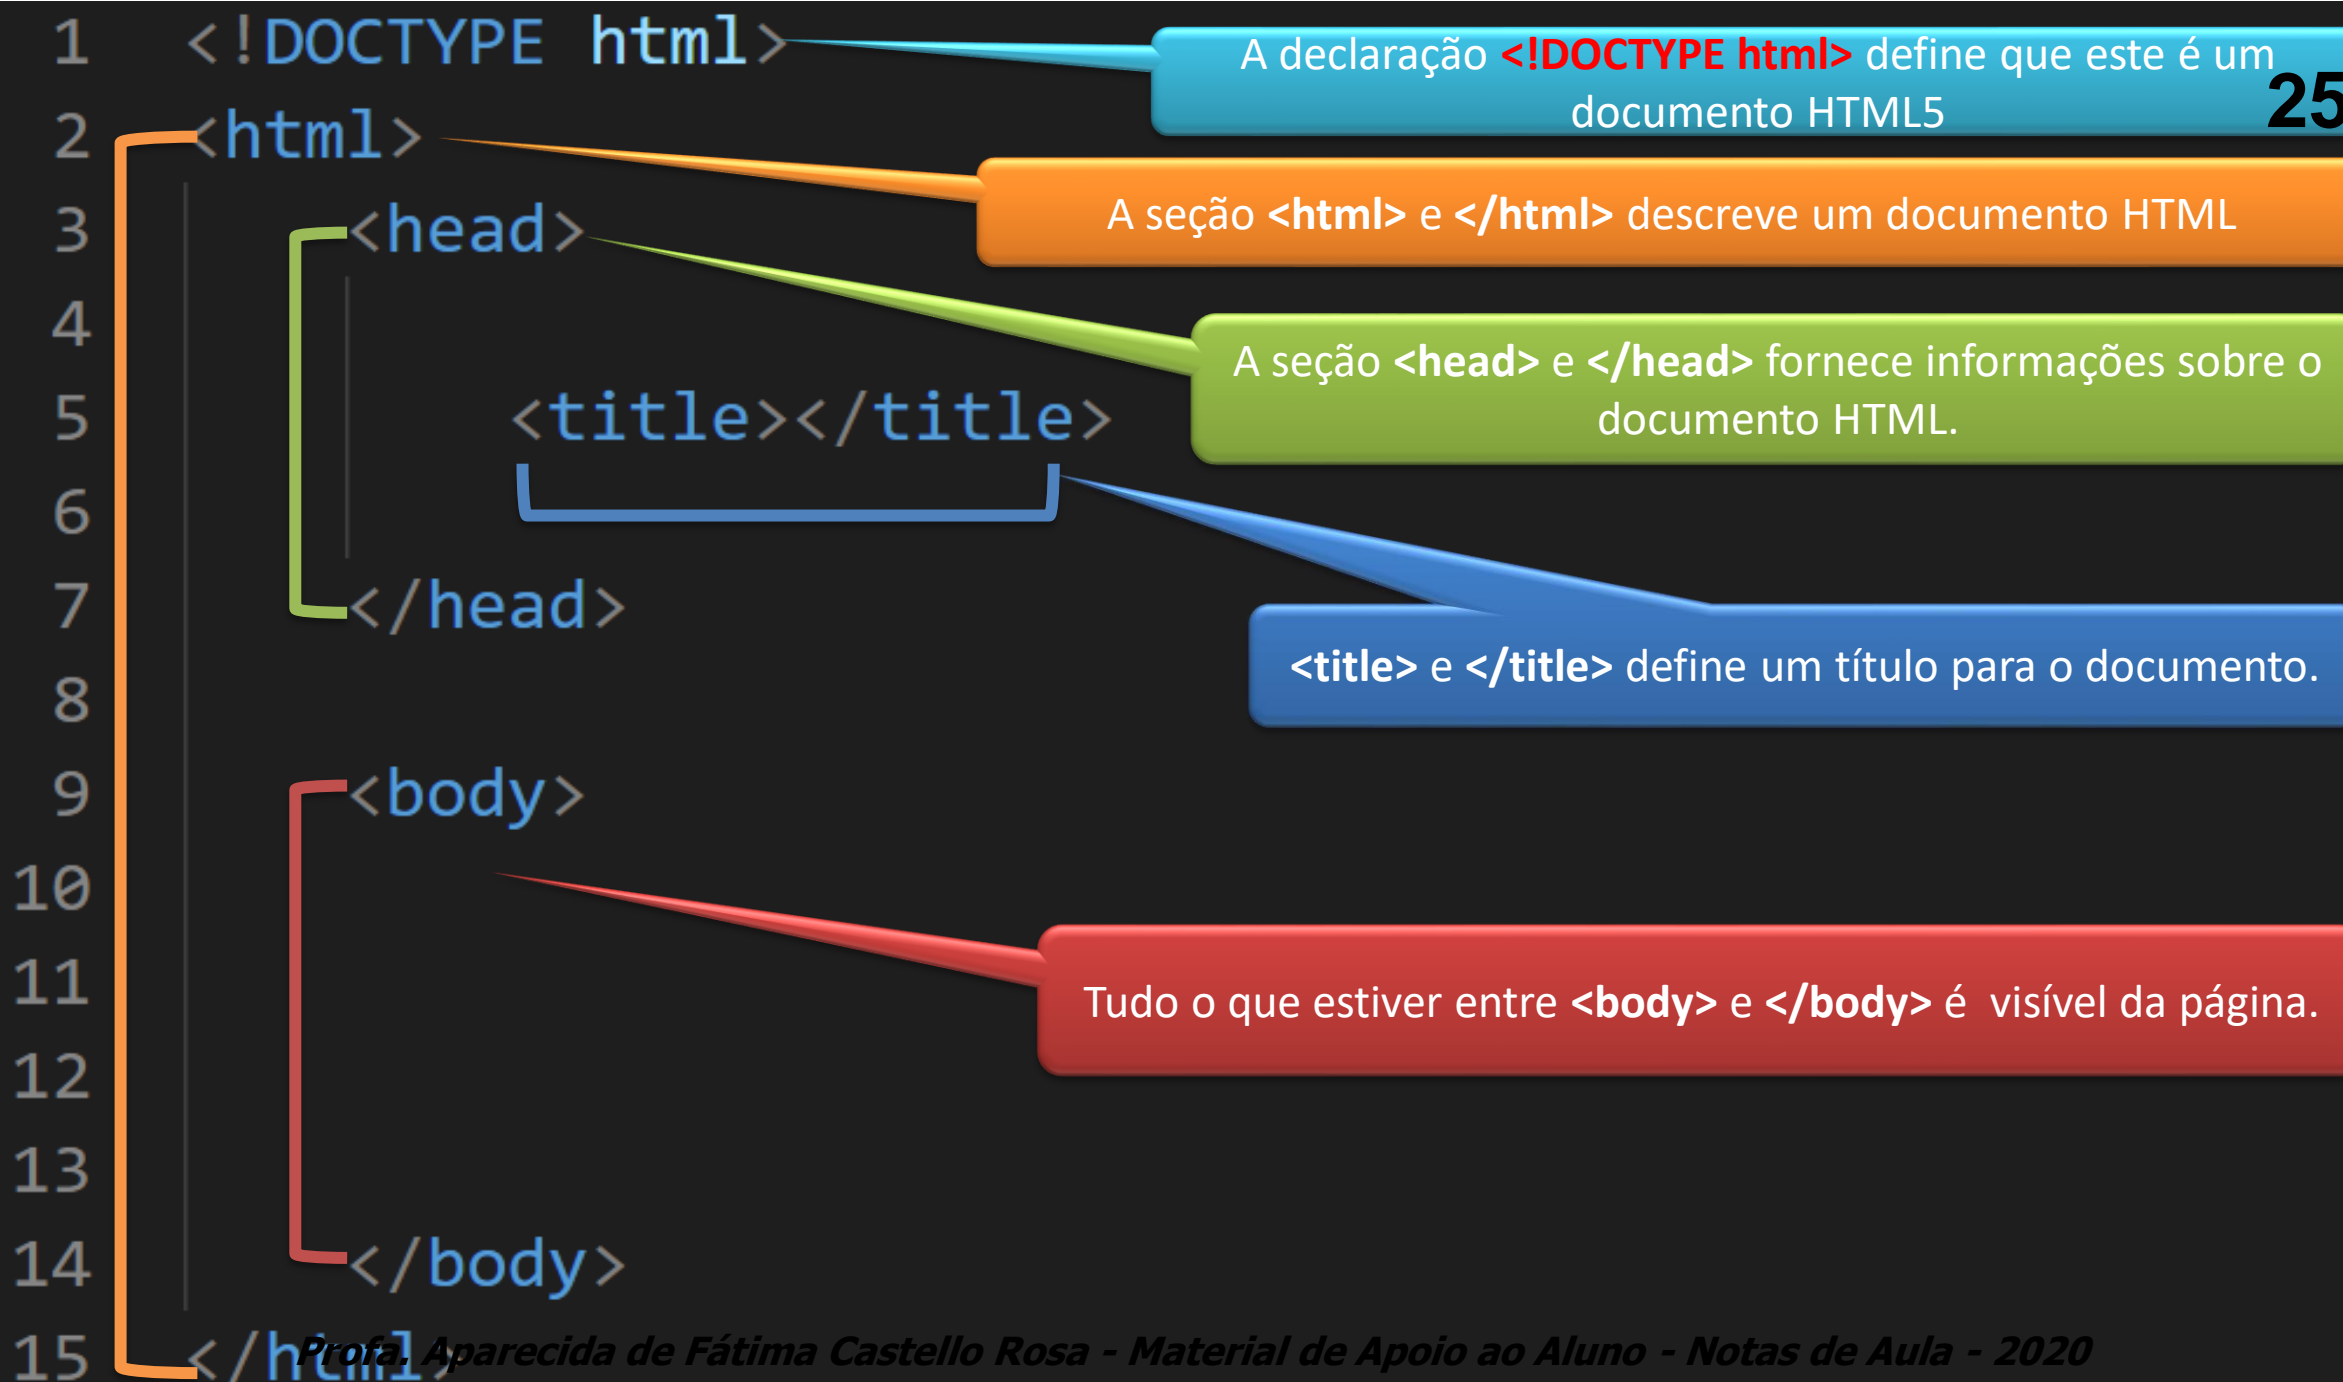 1 <!DOCTYPE html>
A declaração <!DOCTYPE html> define que este é um
documento HTML5
25
2 <html>
A seção <html> e </html> descreve um documento HTML
3 <head>
4
A seção <head> e </head> fornece informações sobre o
documento HTML.
5 <title></title>
6
7 </head>
<title> e </title> define um título para o documento.
8
9 <body>
10
11
Tudo o que estiver entre <body> e </body> é  visível da página.
12
13
14 </body>
15 </html>
Profa. Aparecida de Fátima Castello Rosa - Material de Apoio ao Aluno - Notas de Aula - 2020